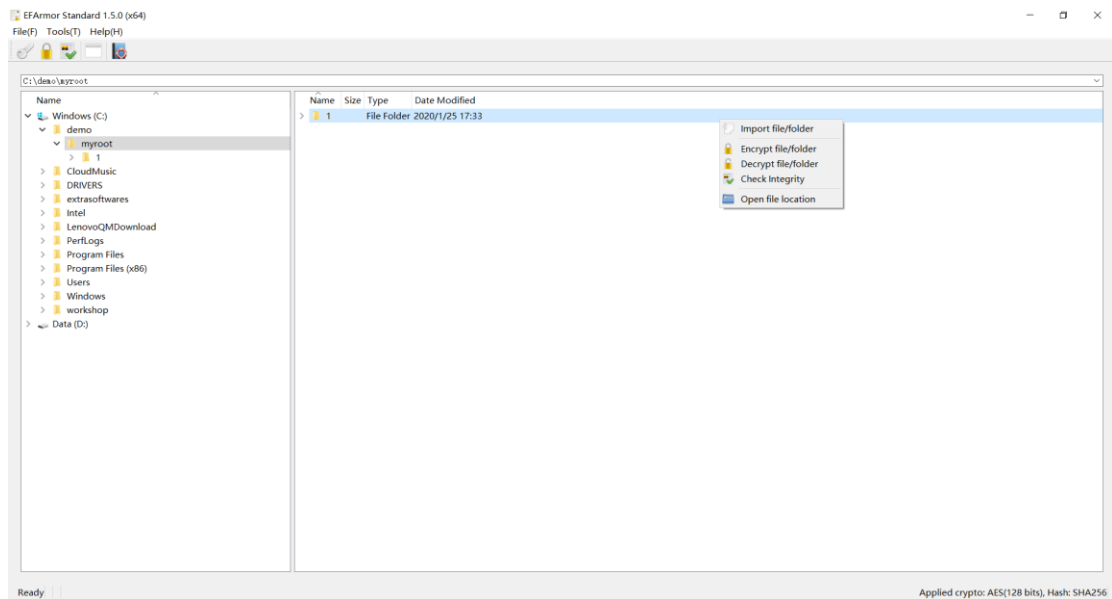 EFArmor Standard 1.5.0 (x64)
File(F) Tools(T) Help(H)
C:\demo\myroot
Name
Windows (C:)
demo
myroot
1
CloudMusic
DRIVERS
extrasoftwares
Intel
LenovoQMDownload
PerfLogs
Program Files
Program Files (x86)
Users
Windows
workshop
Data (D:)
Name Size Type Date Modified
1 File Folder 2020/1/25 17:33
Import file/folder
Encrypt file/folder
Decrypt file/folder
Check Integrity
Open file location
Ready
Applied crypto: AES(128 bits), Hash: SHA256